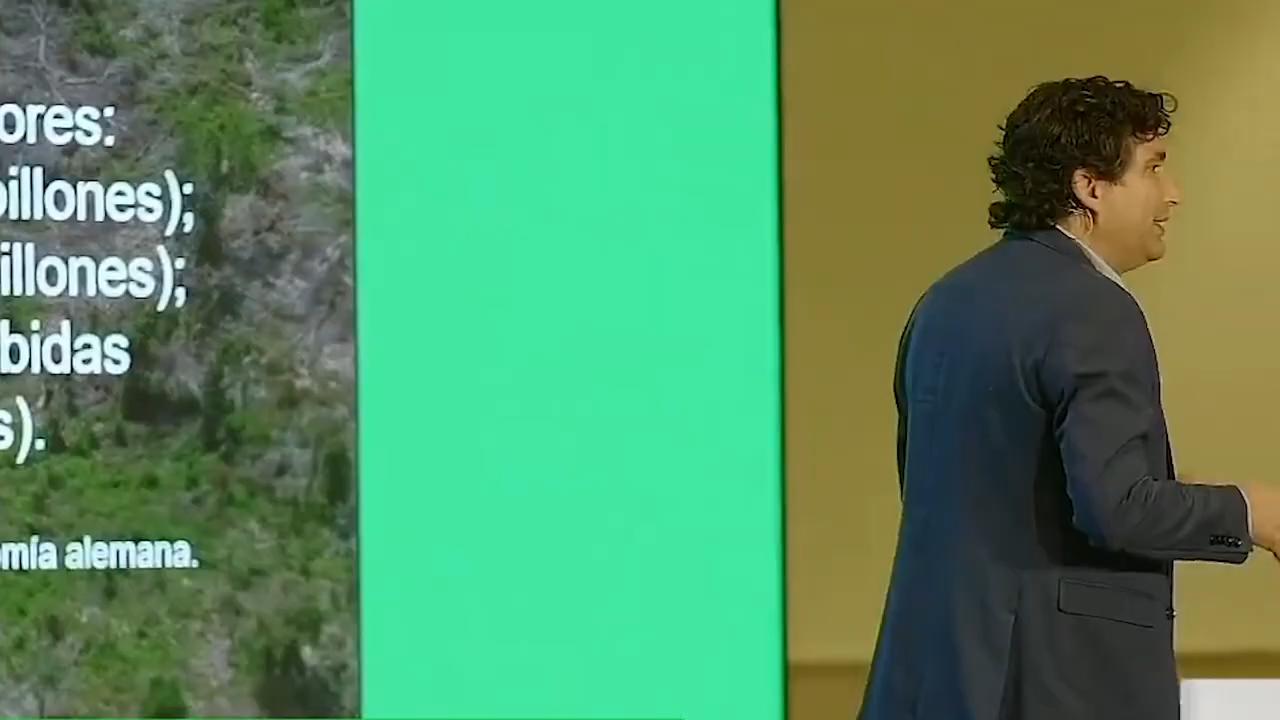 ores:
billones);
illones);
bidas
s).
mía alemana.